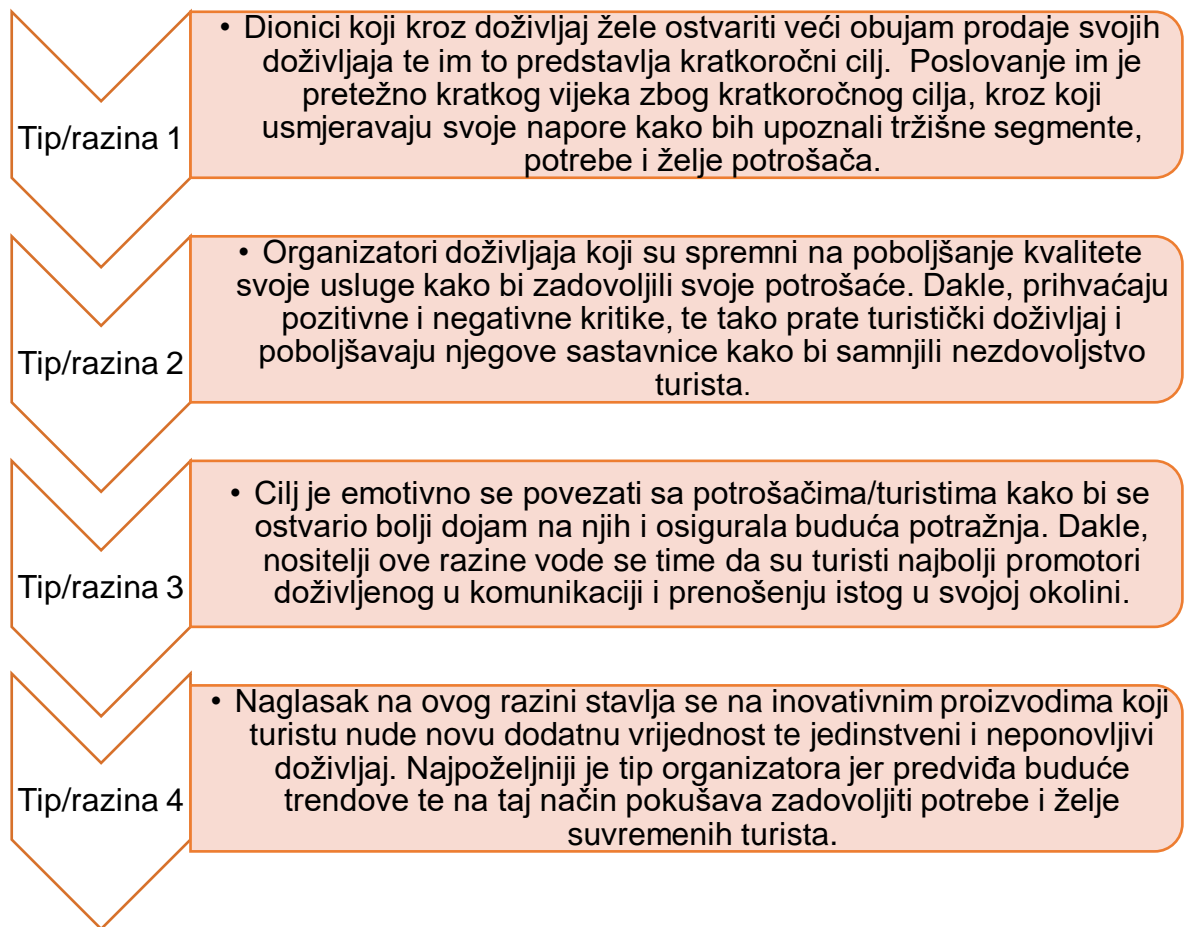 • Dionici koji kroz doživljaj žele ostvariti veći obujam prodaje svojih
doživljaja te im to predstavlja kratkoročni cilj.  Poslovanje im je
pretežno kratkog vijeka zbog kratkoročnog cilja, kroz koji
usmjeravaju svoje napore kako bih upoznali tržišne segmente,
potrebe i želje potrošača.
Tip/razina 1
• Organizatori doživljaja koji su spremni na poboljšanje kvalitete
svoje usluge kako bi zadovoljili svoje potrošaće. Dakle, prihvaćaju
pozitivne i negativne kritike, te tako prate turistički doživljaj i
poboljšavaju njegove sastavnice kako bi samnjili nezdovoljstvo
turista.
Tip/razina 2
• Cilj je emotivno se povezati sa potrošačima/turistima kako bi se
ostvario bolji dojam na njih i osigurala buduća potražnja. Dakle,
nositelji ove razine vode se time da su turisti najbolji promotori
doživljenog u komunikaciji i prenošenju istog u svojoj okolini.
Tip/razina 3
• Naglasak na ovog razini stavlja se na inovativnim proizvodima koji
turistu nude novu dodatnu vrijednost te jedinstveni i neponovljivi
doživljaj. Najpoželjniji je tip organizatora jer predviđa buduće
trendove te na taj način pokušava zadovoljiti potrebe i želje
suvremenih turista.
Tip/razina 4